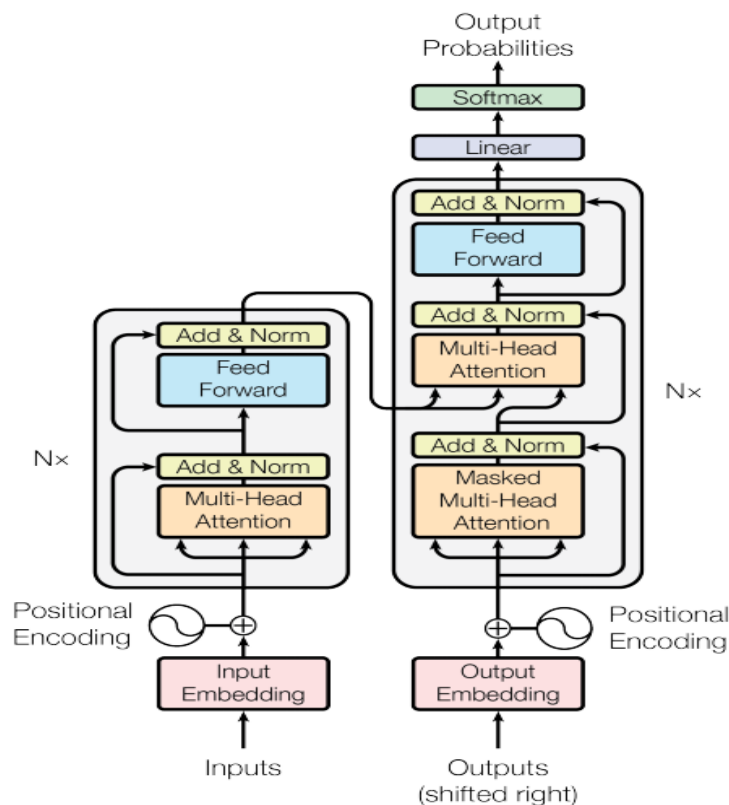 Output
Probabilities
Softmax
Linear
Add & Norm
Feed
Forward
Add & Norm
Multi-Head
Attention
Add & Norm
Masked
Multi-Head
Attention
Nx
Add & Norm
Feed
Forward
Add & Norm
Multi-Head
Attention
Nx
Positional
Encoding
Positional
Encoding
Input
Embedding
Output
Embedding
Inputs
Outputs
(shifted right)